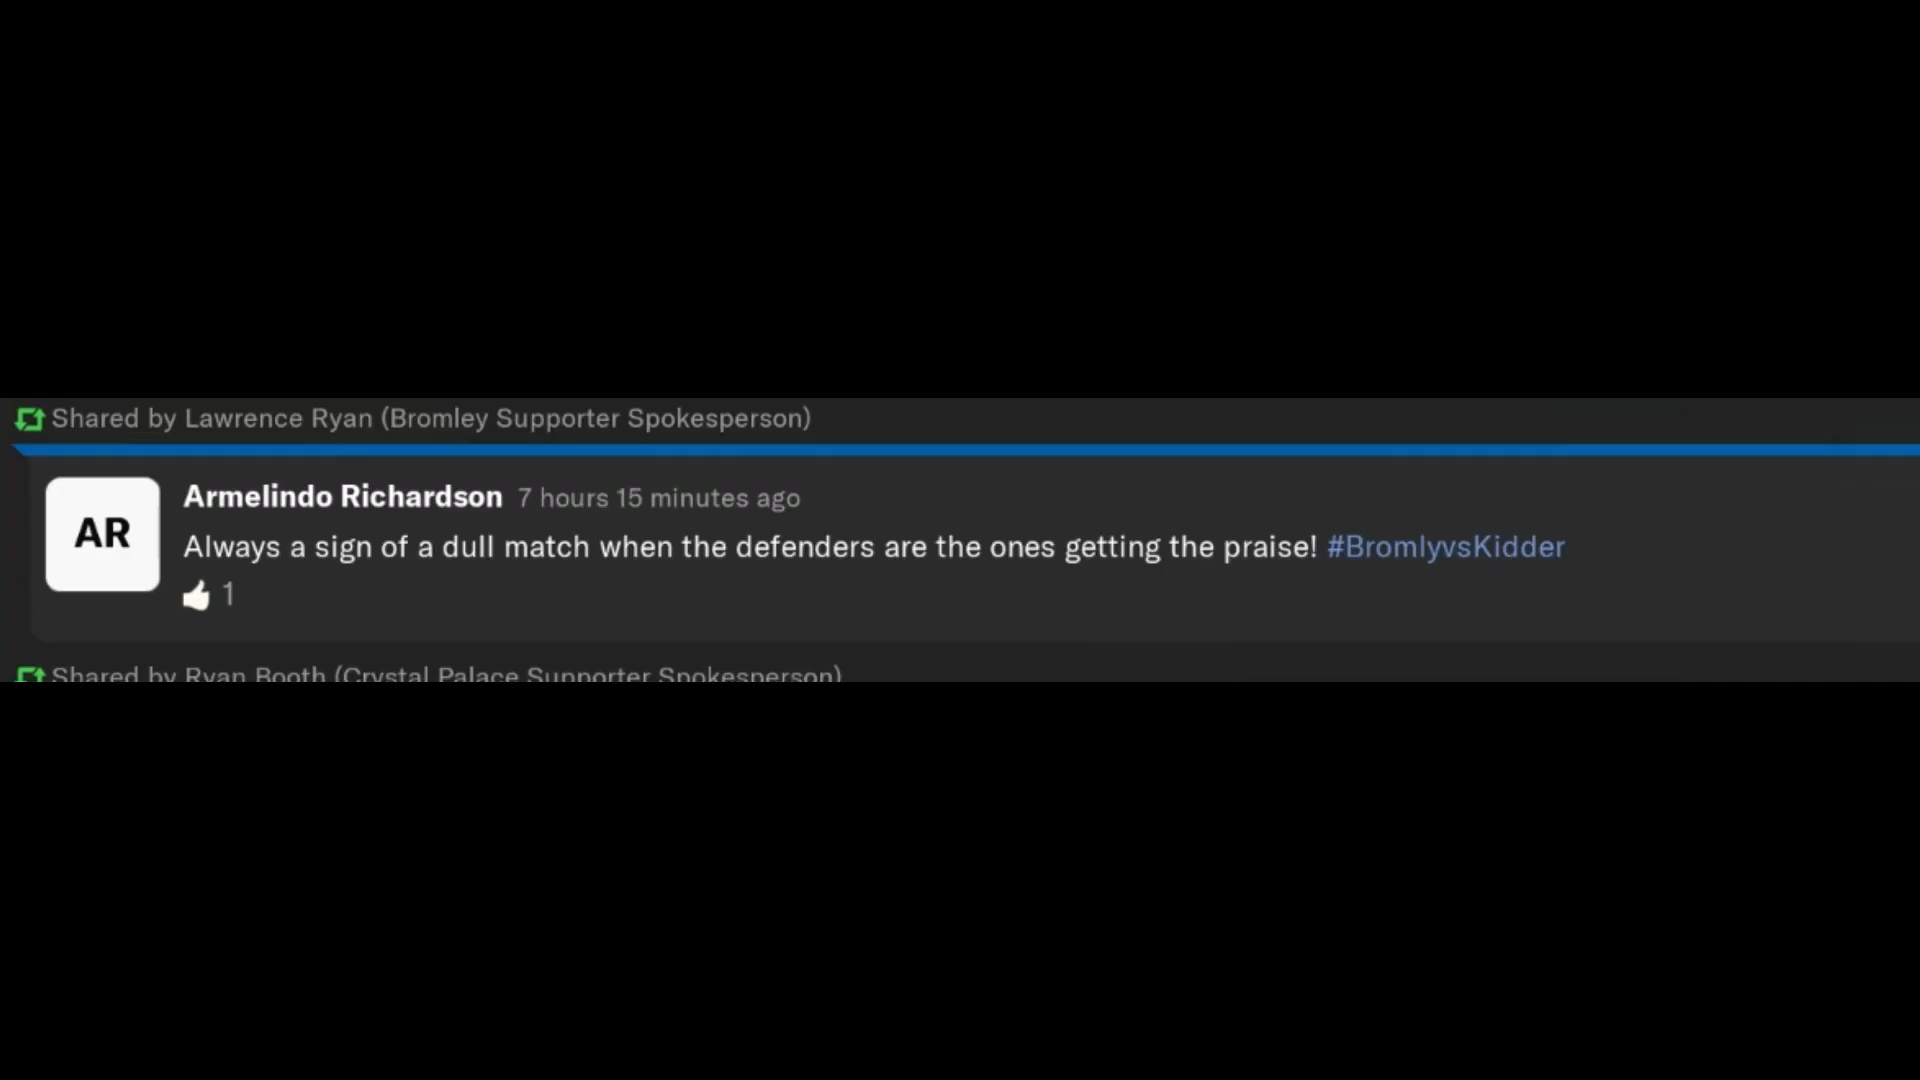 Shared by Lawrence Ryan (Bromley Supporter Spokesperson)
AR
Armelindo Richardson 7 hours 15 minutes ago
Always a sign of a dull match when the defenders are the ones getting the praise! #BromlyvsKidder
1
Shared by Ryan Booth (Crystal Palace Supporter Spokesperson)